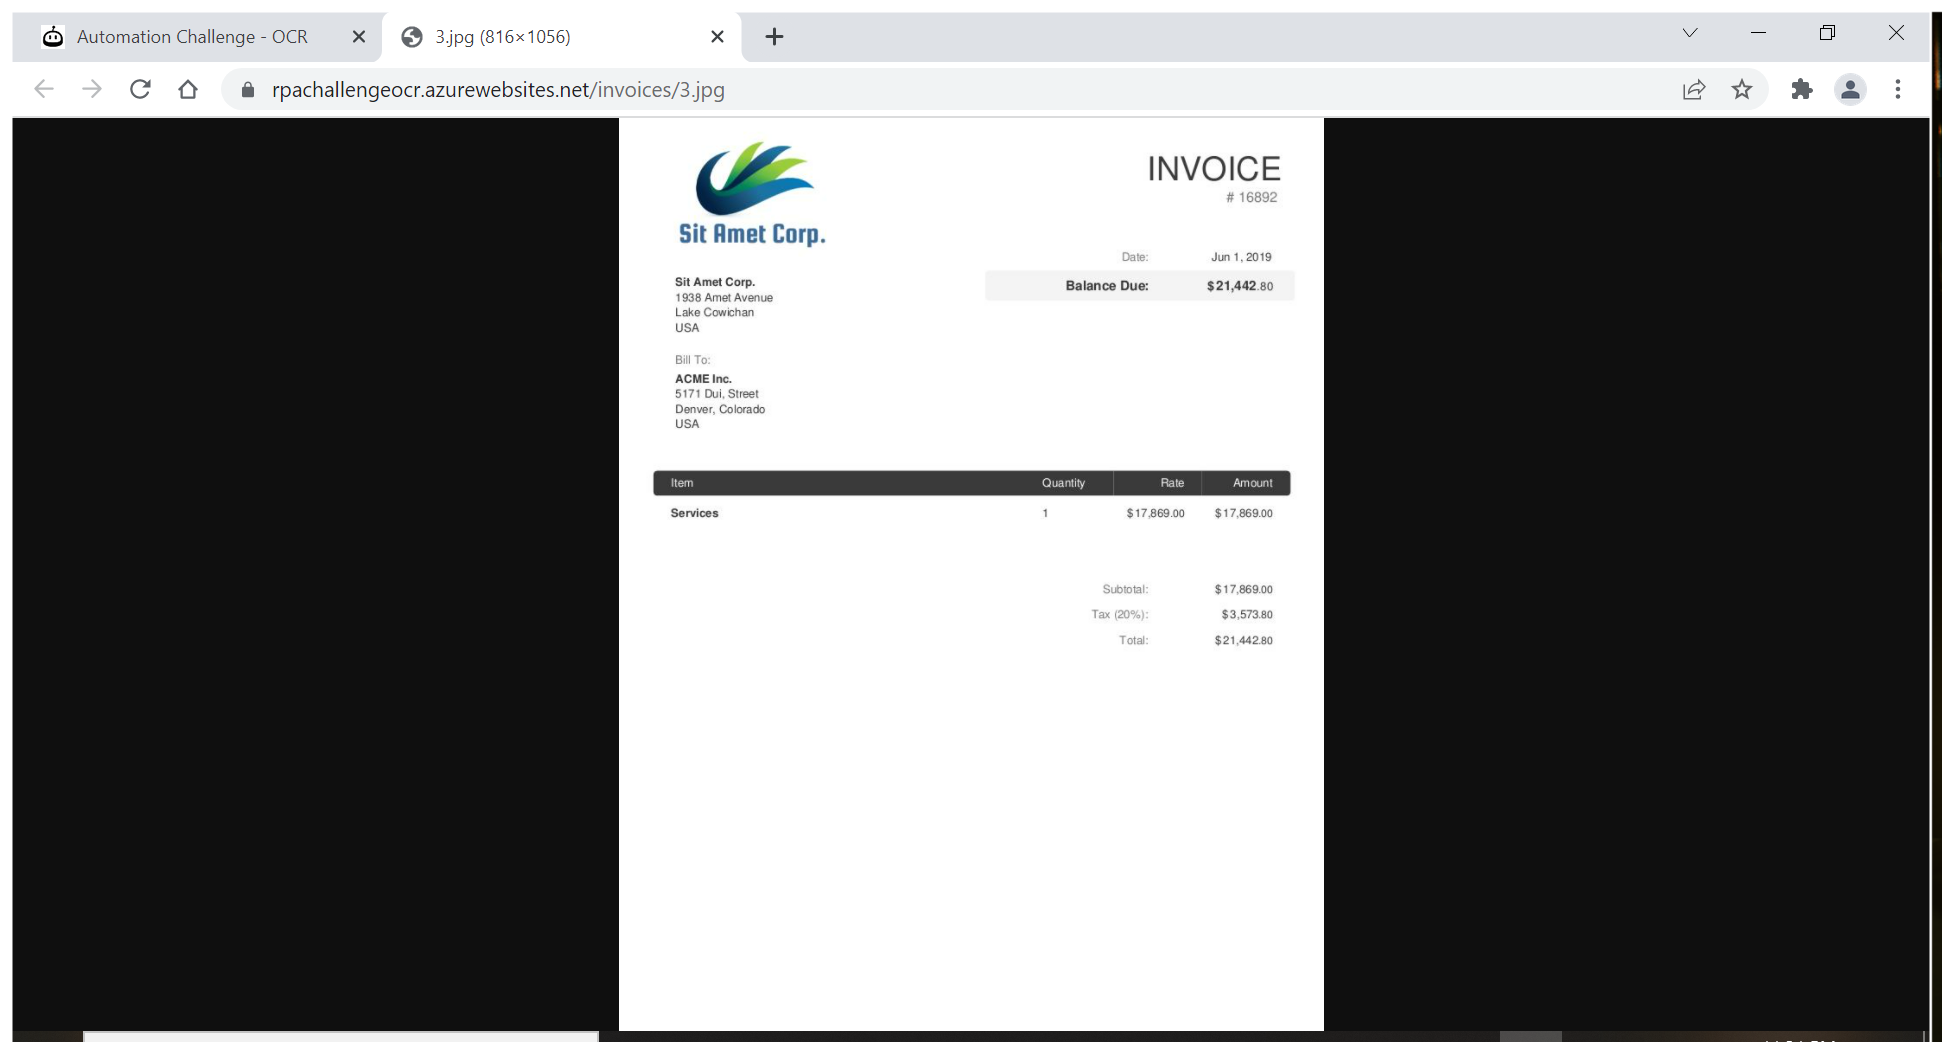 Automation Challenge - OCR
3.jpg (816×1056)
rpachallengeocr.azurewebsites.net/invoices/3.jpg
Sit Amet Corp.
INVOICE
# 16892
Date: Jun 1, 2019
Balance Due: $21,442.80
Sit Amet Corp.
1938 Amet Avenue
Lake Cowichan
USA
Bill To:
ACME Inc.
5171 Dui, Street
Denver, Colorado
USA
Item Quantity Rate Amount
Services 1 $17,869.00 $17,869.00
Subtotal: $17,869.00
Tax (20%): $3,573.80
Total: $21,442.80